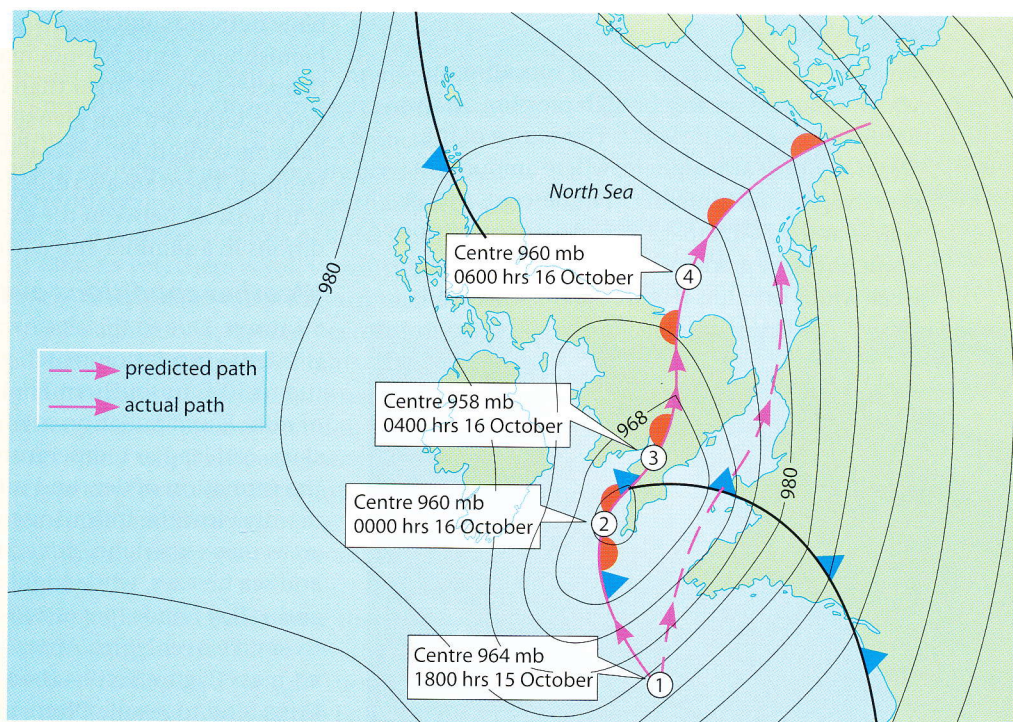 North Sea
Centre 960 mb
0600 hrs 16 October
4
980
predicted path
actual path
Centre 958 mb
0400 hrs 16 October
968
3
980
Centre 960 mb
0000 hrs 16 October
2
Centre 964 mb
1800 hrs 15 October
1